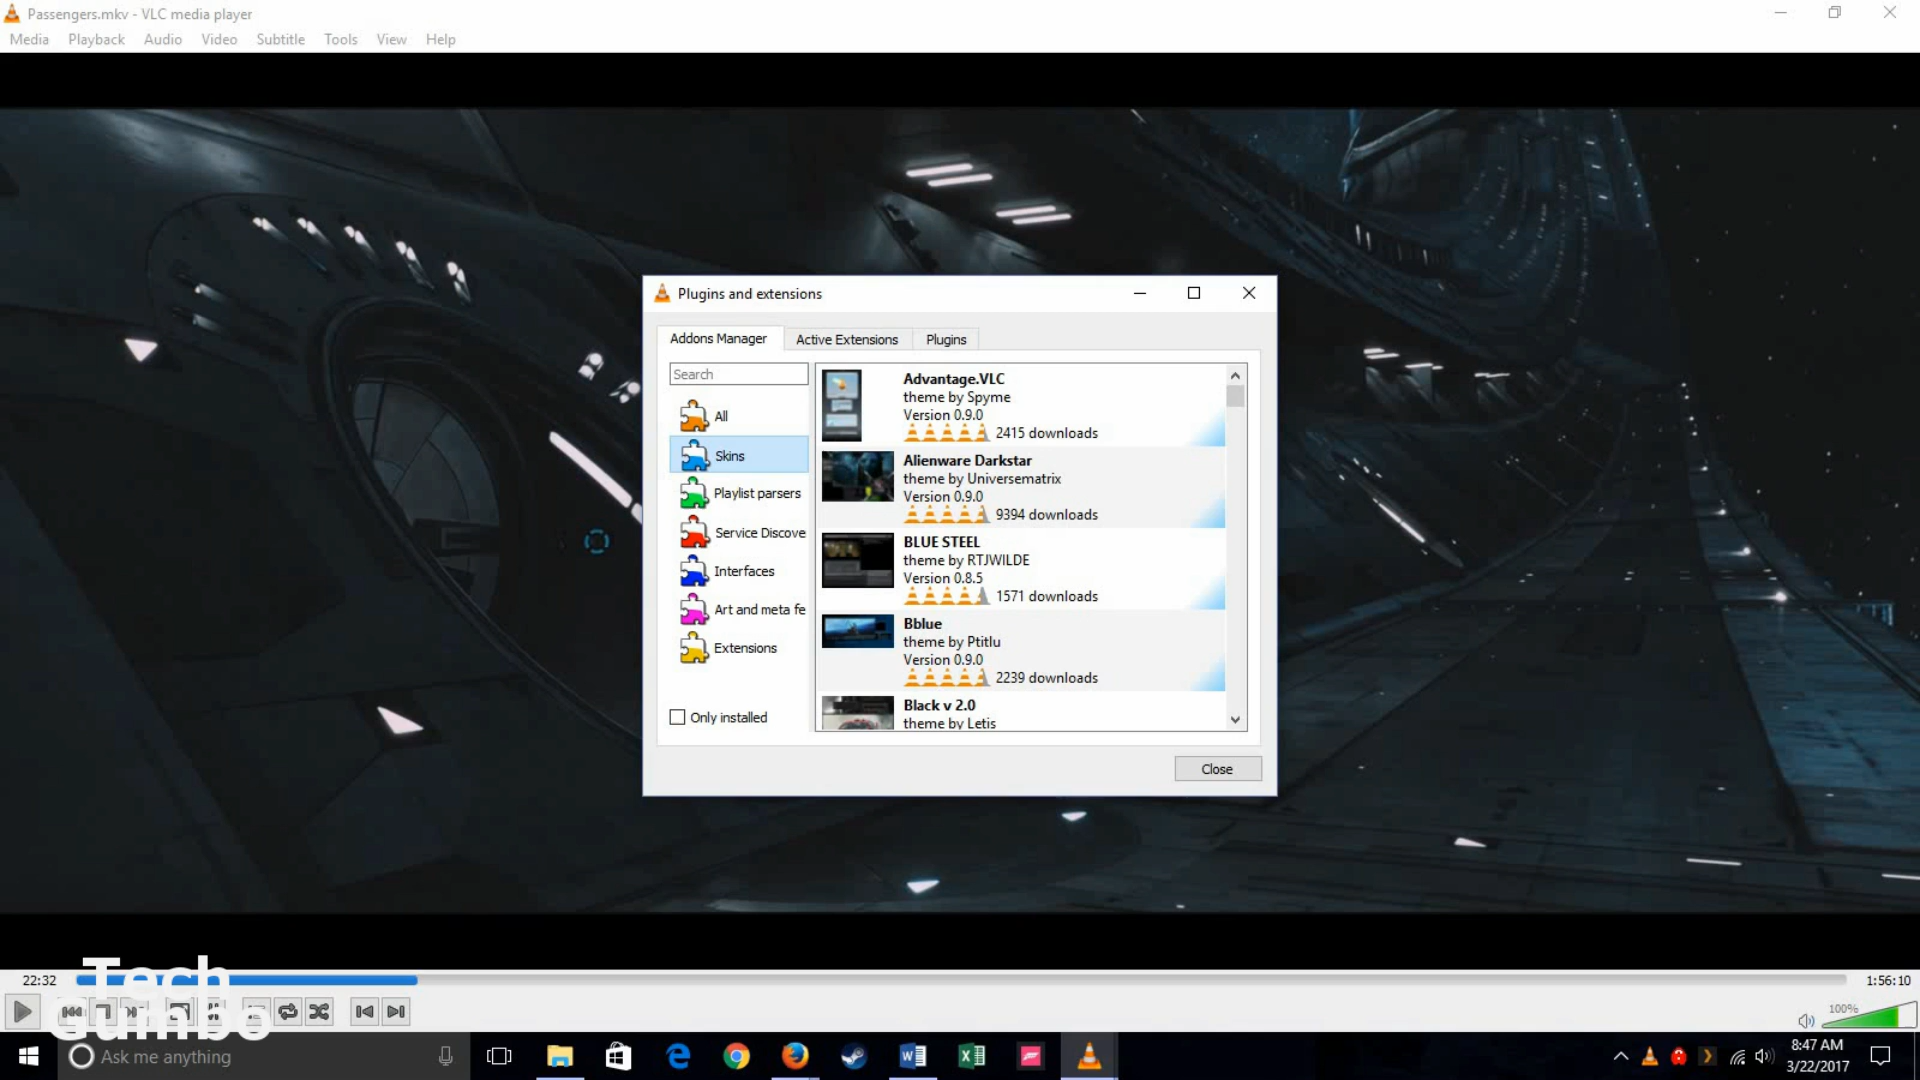 Passengers.mkv - VLC media player
Media Playback Audio Video Subtitle Tools View Help
Plugins and extensions
Addons Manager Active Extensions Plugins
Search
All
Skins
Playlist parsers
Service Discove
Interfaces
Art and meta fe
Extensions
Only installed
Advantage.VLC
theme by Spyme
Version 0.9.0
2415 downloads
Alienware Darkstar
theme by Universematrix
Version 0.9.0
9394 downloads
BLUE STEEL
theme by RTJWILDE
Version 0.8.5
1571 downloads
Bblue
theme by Ptitlu
Version 0.9.0
2239 downloads
Black v 2.0
theme by Letis
Close
22:32
1:56:10
Tech
Gumbo
100%
Ask me anything
8:47 AM
3/22/2017